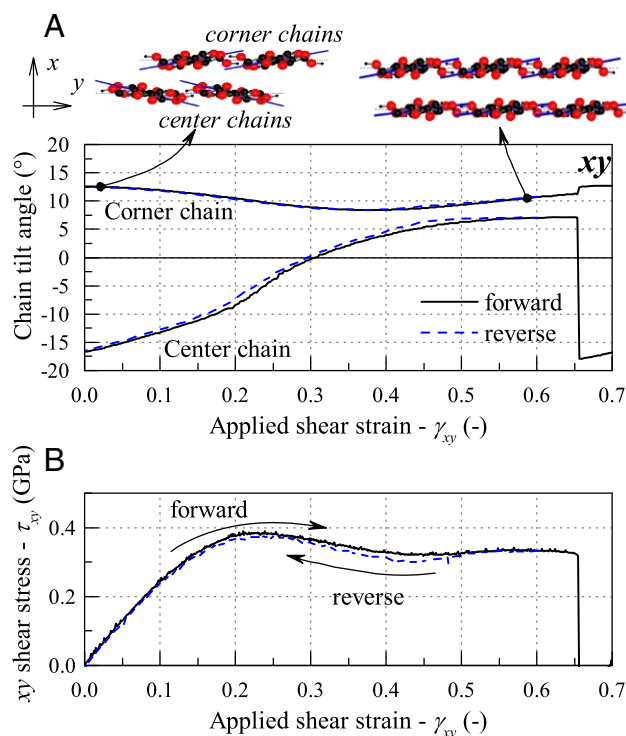 A
corner chains
x
y
center chains
xy
20
15
10
5
0
-5
-10
-15
-20
Chain tilt angle (°)
Corner chain
Center chain
forward
reverse
0.0 0.1 0.2 0.3 0.4 0.5 0.6 0.7
Applied shear strain - γxy (-)
B
xy shear stress - τxy (GPa)
0.4
0.2
0.0
forward
reverse
0.0 0.1 0.2 0.3 0.4 0.5 0.6 0.7
Applied shear strain - γxy (-)